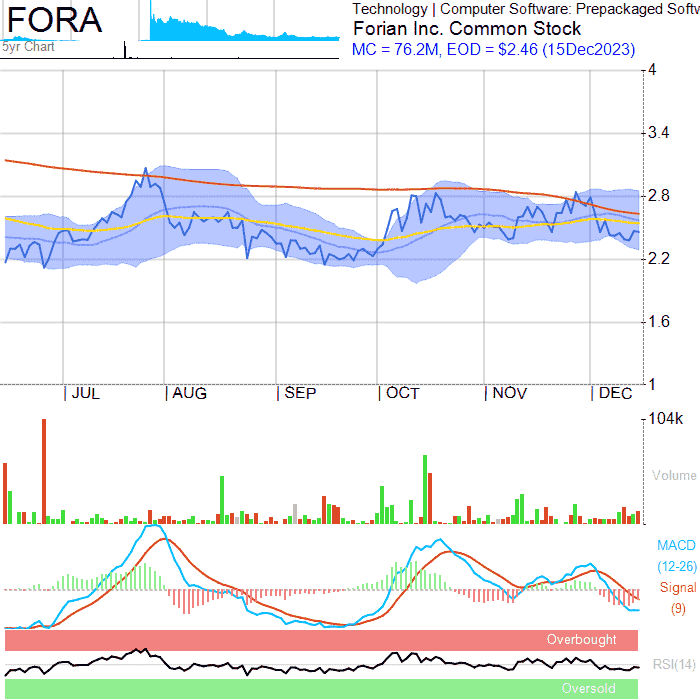 FORA
5yr Chart
Technology | Computer Software: Prepackaged Softw
Forian Inc. Common Stock
MC = 76.2M, EOD = $2.46 (15Dec2023)
4
3.4
2.8
2.2
1.6
1
| JUL | AUG | SEP | OCT | NOV | DEC
104k
Volume
MACD
(12-26)
Signal
(9)
Overbought
RSI(14)
Oversold